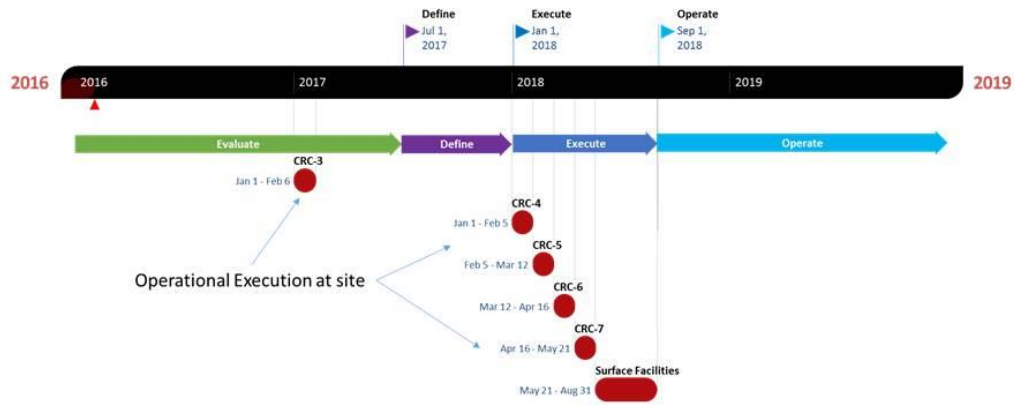 Define
Jul 1,
2017
Execute
Jan 1,
2018
Operate
Sep 1,
2018
2016
2016
2017
2018
2019
2019
Evaluate
Define
Execute
Operate
CRC-3
Jan 1 - Feb 6
CRC-4
Jan 1 - Feb 5
CRC-5
Feb 5 - Mar 12
Operational Execution at site
CRC-6
Mar 12 - Apr 16
CRC-7
Apr 16 - May 21
Surface Facilities
May 21 - Aug 31